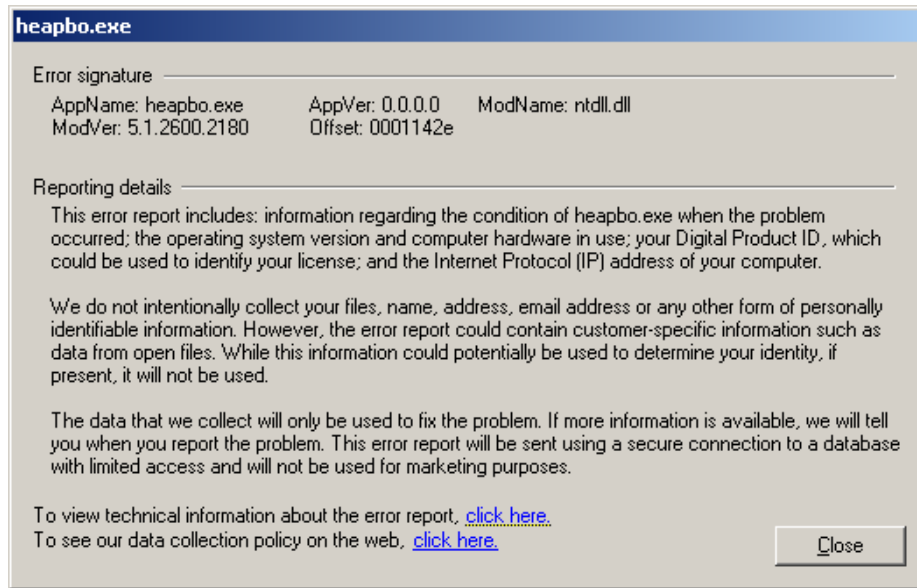 heapbo.exe
Error signature
AppName: heapbo.exe AppVer: 0.0.0.0 ModName: ntdll.dll
ModVer: 5.1.2600.2180 Offset: 0001142e
Reporting details
This error report includes: information regarding the condition of heapbo.exe when the problem
occurred; the operating system version and computer hardware in use; your Digital Product ID, which
could be used to identify your license; and the Internet Protocol (IP) address of your computer.
We do not intentionally collect your files, name, address, email address or any other form of personally
identifiable information. However, the error report could contain customer-specific information such as
data from open files. While this information could potentially be used to determine your identity, if
present, it will not be used.
The data that we collect will only be used to fix the problem. If more information is available, we will tell
you when you report the problem. This error report will be sent using a secure connection to a database
with limited access and will not be used for marketing purposes.
To view technical information about the error report, click here.
To see our data collection policy on the web, click here.
Close